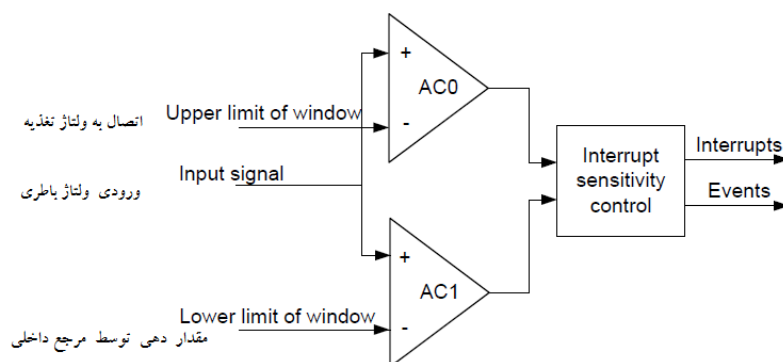 AC0
+
-
اتصال به ولتاژ تغذیه
Upper limit of window
Input signal
ورودی ولتاژ باطری
Interrupt
sensitivity
control
Interrupts
Events
AC1
+
-
Lower limit of window
مقدار دهی توسط مرجع داخلی